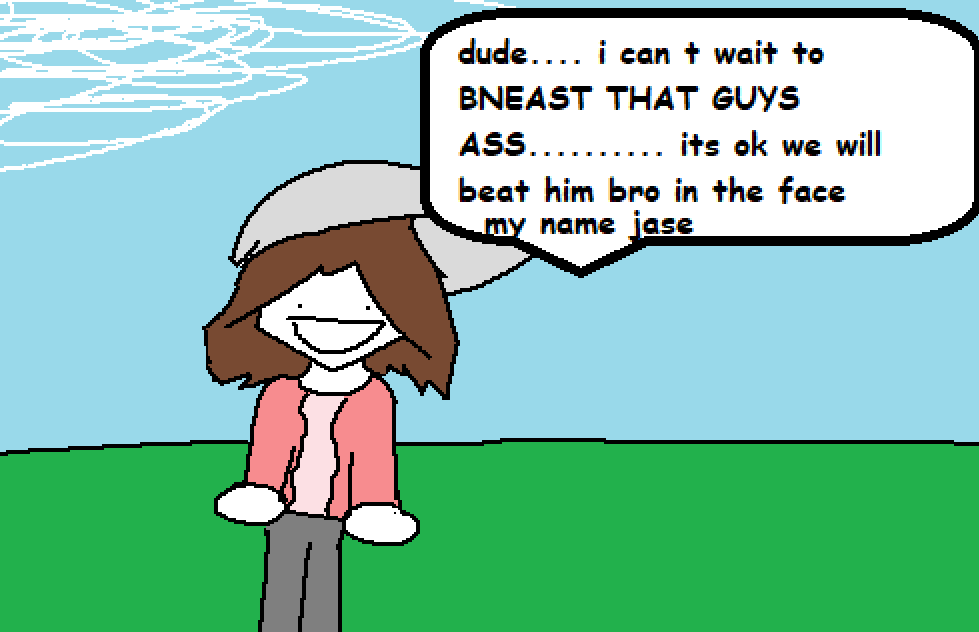 dude.... i can t wait to
BNEAST THAT GUYS
ASS.......... its ok we will
beat him bro in the face
my name jase